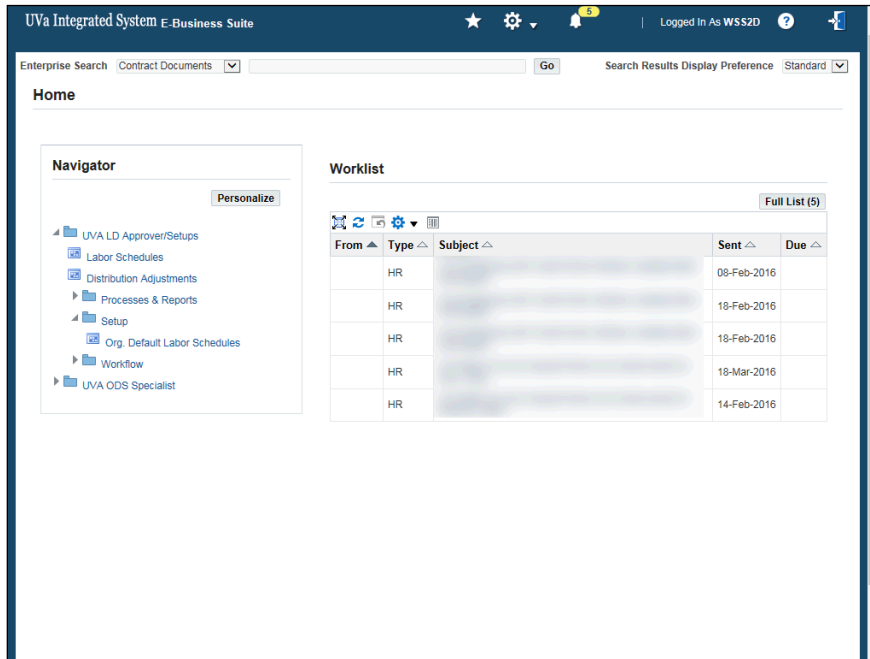 UVa Integrated System E-Business Suite
5
Logged In As WSS2D
?
Enterprise Search Contract Documents Go Search Results Display Preference Standard
Home
Navigator
Personalize
UVA LD Approver/Setups
Labor Schedules
Distribution Adjustments
Processes & Reports
Setup
Org. Default Labor Schedules
Workflow
UVA ODS Specialist
Worklist
Full List (5)
From Type Subject Sent Due
HR 08-Feb-2016
HR 18-Feb-2016
HR 18-Feb-2016
HR 18-Mar-2016
HR 14-Feb-2016